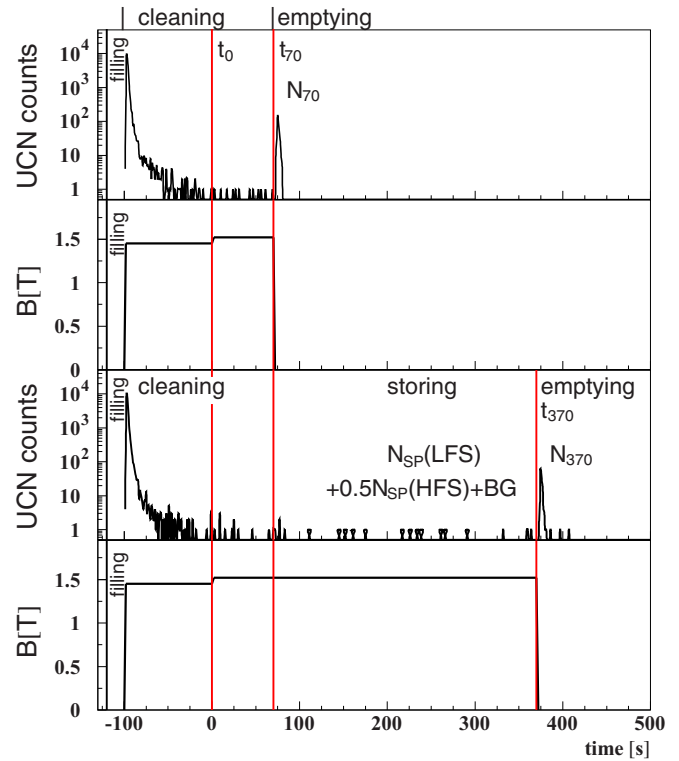 cleaning emptying
filling
t0 t70
N70
UCN counts
10^4
10^3
10^2
10
1
filling
B[T]
1.5
1
0.5
0
cleaning storing emptying
filling
t370
N370
NSP(LFS)
+0.5NSP(HFS)+BG
UCN counts
10^4
10^3
10^2
10
1
filling
B[T]
1.5
1
0.5
0
-100 0 100 200 300 400 500
time [s]